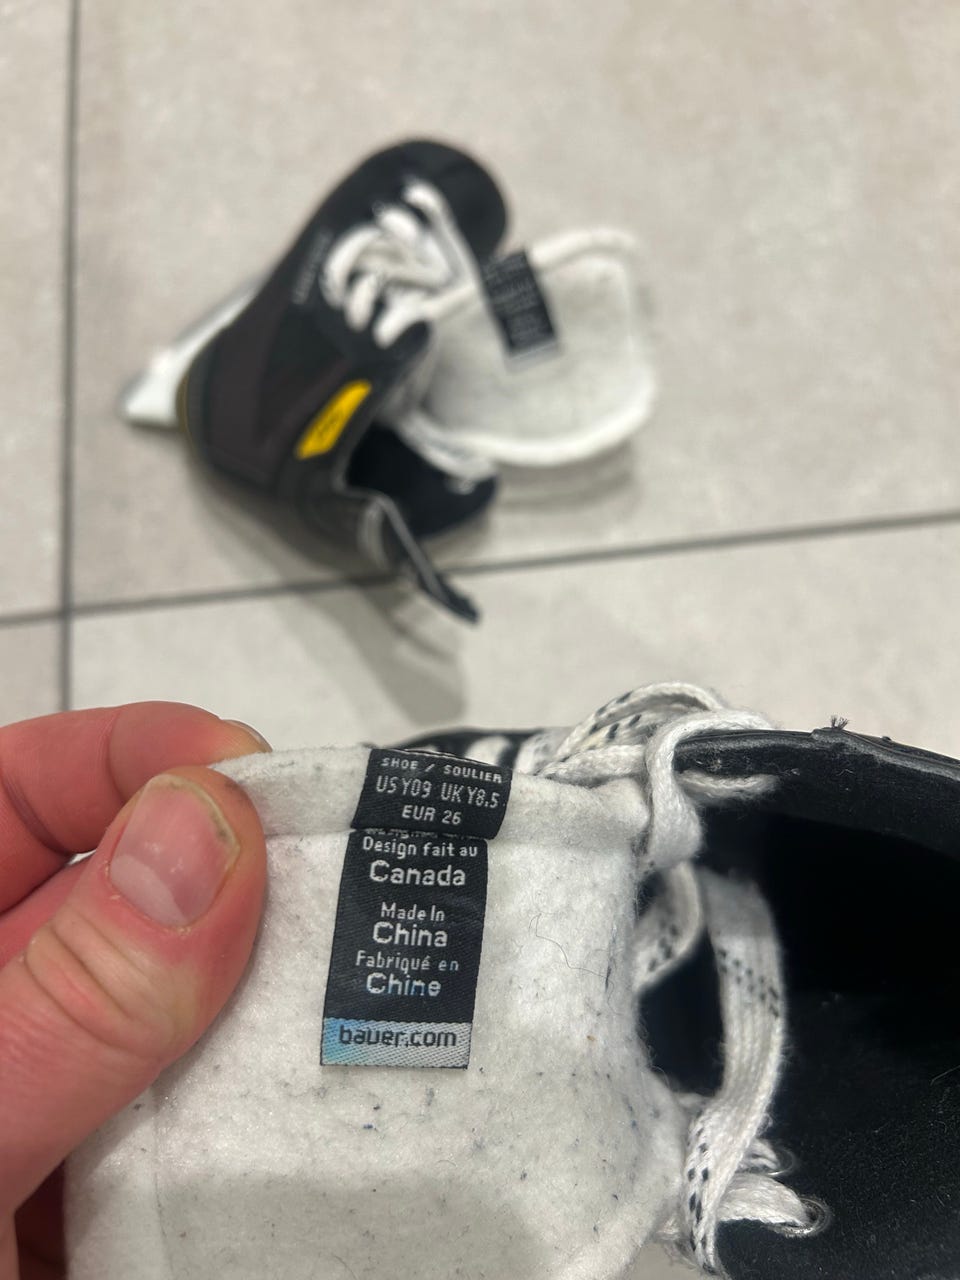 SHOE / SOULIER
US Y09 UK Y8.5
EUR 26
Design fait au
Canada
Made In
China
Fabriqué en
Chine
bauer.com